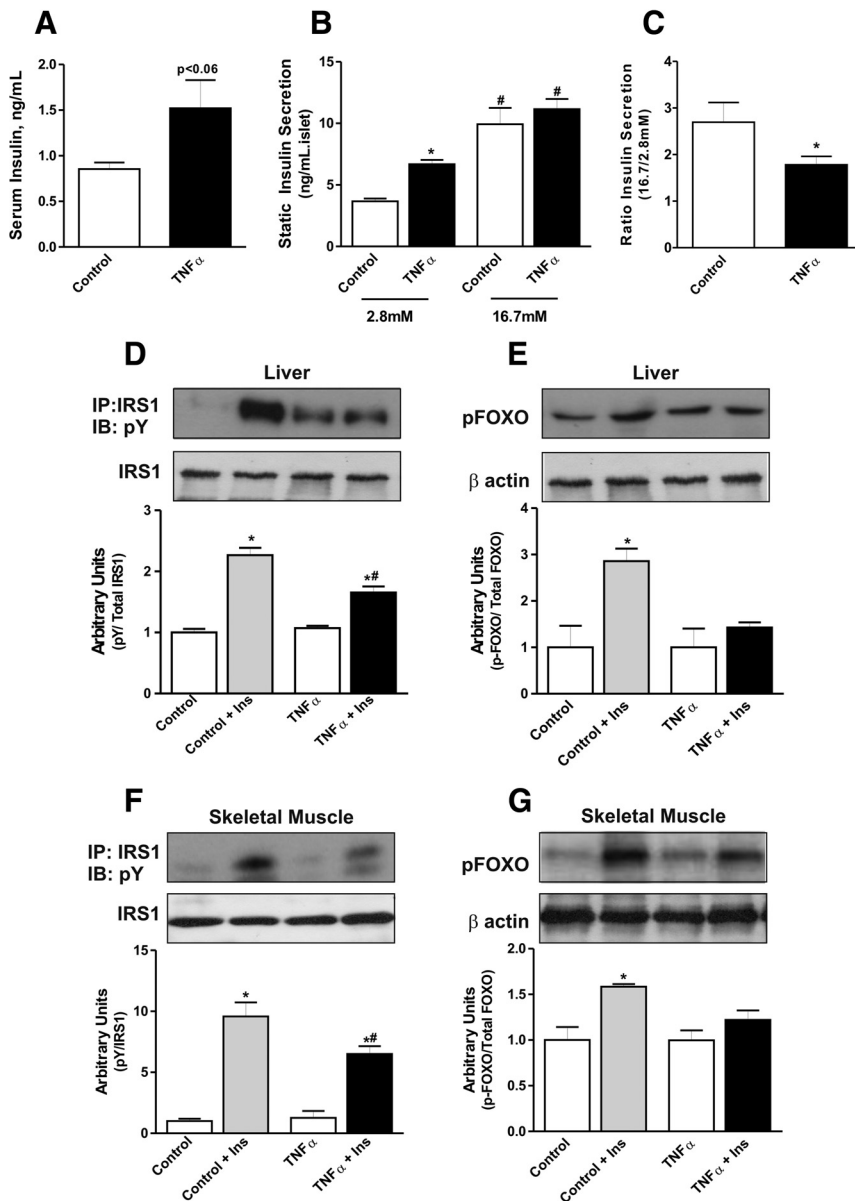 A
Serum Insulin, ng/mL
2.0
1.5
1.0
0.5
0.0
p<0.06
Control
TNFα
B
Static Insulin Secretion
(ng/mL.islet)
15
10
5
0
*
#
#
Control
TNFα
Control
TNFα
2.8mM
16.7mM
C
Ratio Insulin Secretion
(16.7/2.8mM)
4
3
2
1
0
*
Control
TNFα
D
Liver
IP:IRS1
IB: pY
IRS1
Arbitrary Units
(pY/ Total IRS1)
3
2
1
0
*
*#
Control
Control + Ins
TNFα
TNFα + Ins
E
Liver
pFOXO
β actin
Arbitrary Units
(p-FOXO/ Total FOXO)
4
3
2
1
0
*
Control
Control + Ins
TNFα
TNFα + Ins
F
Skeletal Muscle
IP: IRS1
IB: pY
IRS1
Arbitrary Units
(pY/IRS1)
15
10
5
0
*
*#
Control
Control + Ins
TNFα
TNFα + Ins
G
Skeletal Muscle
pFOXO
β actin
Arbitrary Units
(p-FOXO/Total FOXO)
2.0
1.5
1.0
0.5
0.0
*
Control
Control + Ins
TNFα
TNFα + Ins